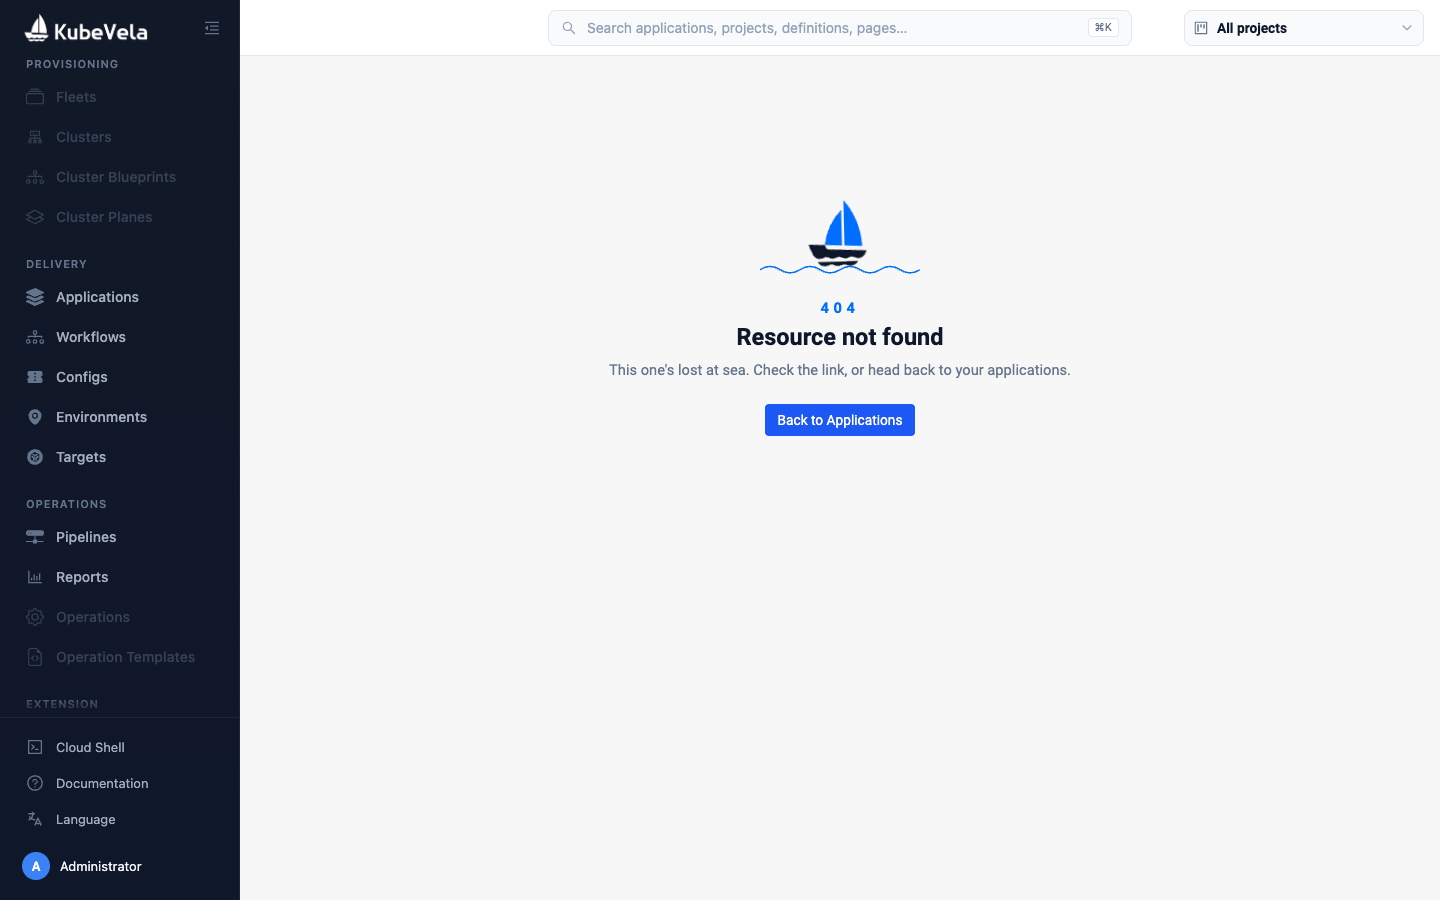 KubeVela
Search applications, projects, definitions, pages...
⌘K
All projects
PROVISIONING
Fleets
Clusters
Cluster Blueprints
Cluster Planes
DELIVERY
Applications
Workflows
Configs
Environments
Targets
OPERATIONS
Pipelines
Reports
Operations
Operation Templates
EXTENSION
Cloud Shell
Documentation
Language
A Administrator
404
Resource not found
This one's lost at sea. Check the link, or head back to your applications.
Back to Applications